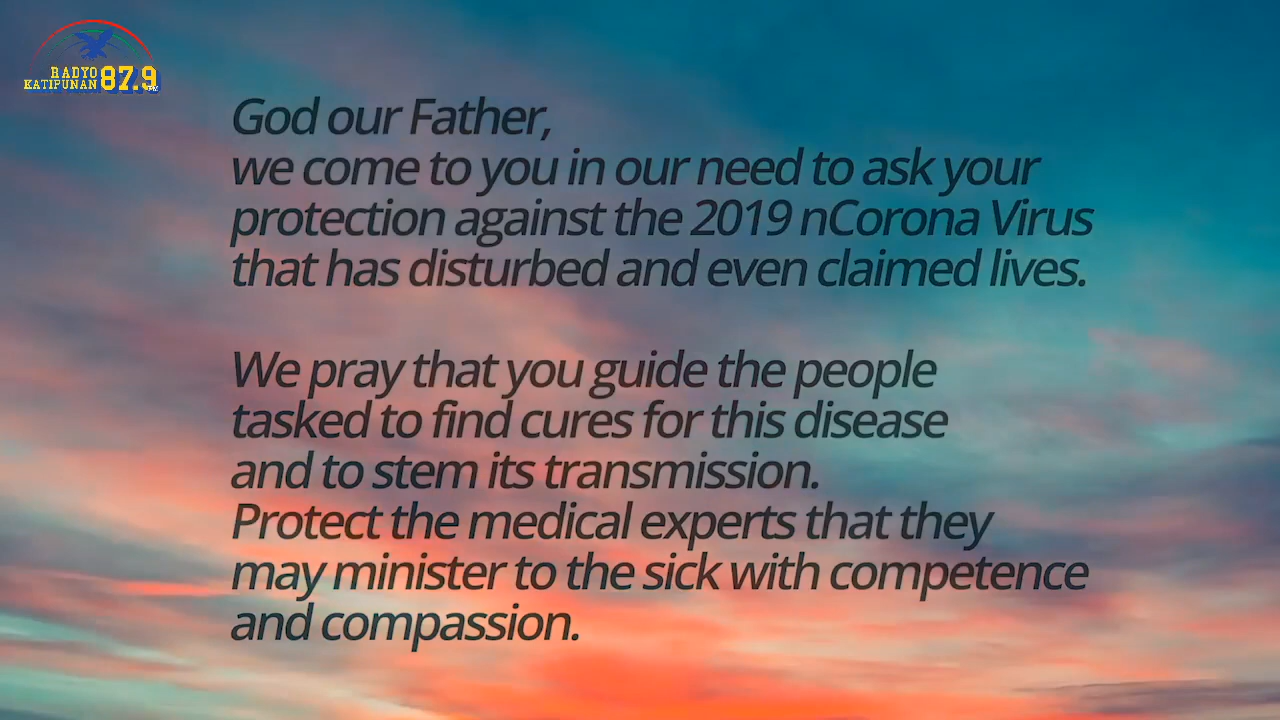 RADYO
KATIPUNAN 87.9
FM
God our Father,
we come to you in our need to ask your
protection against the 2019 nCorona Virus
that has disturbed and even claimed lives.
We pray that you guide the people
tasked to find cures for this disease
and to stem its transmission.
Protect the medical experts that they
may minister to the sick with competence
and compassion.